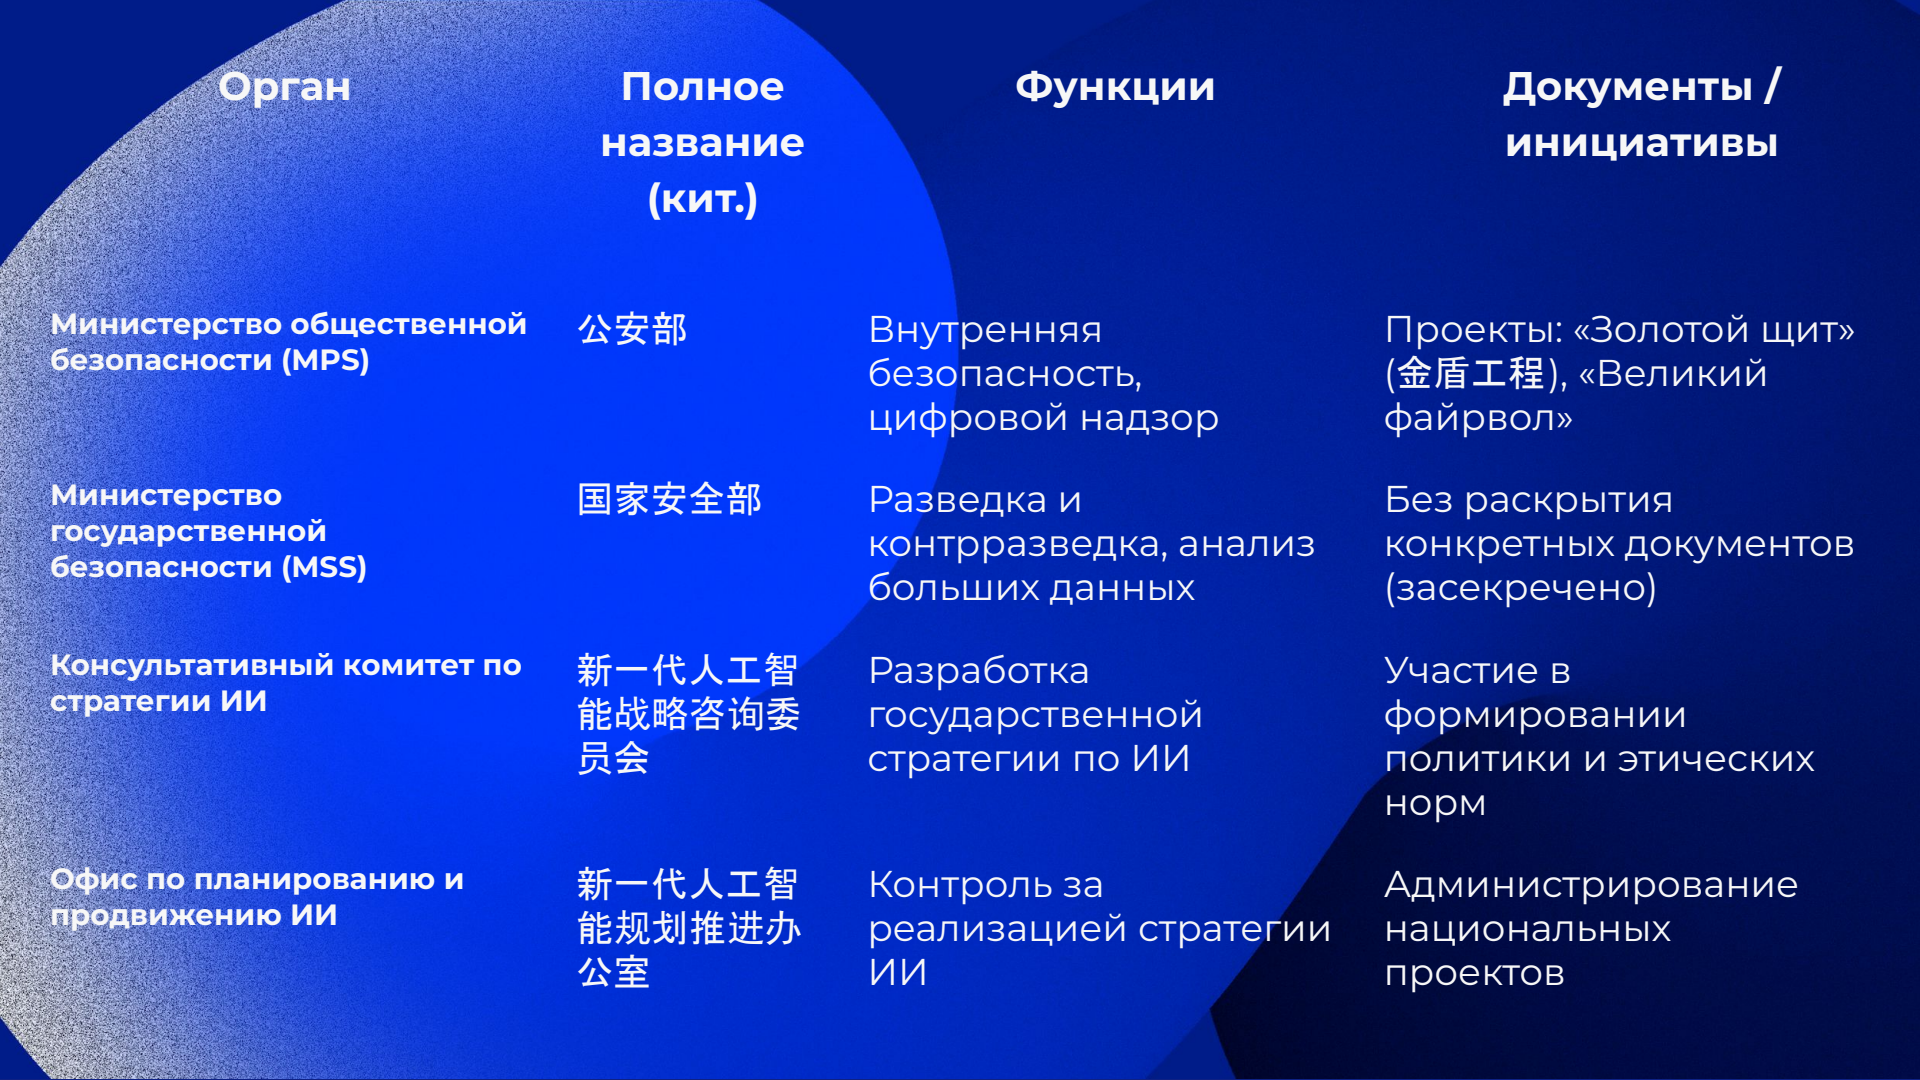 Орган
Полное
название
(кит.)
Функции
Документы /
инициативы
Министерство общественной
безопасности (MPS)
公安部
Внутренняя
безопасность,
цифровой надзор
Проекты: «Золотой щит»
(金盾工程), «Великий
файрвол»
Министерство
государственной
безопасности (MSS)
国家安全部
Разведка и
контрразведка, анализ
больших данных
Без раскрытия
конкретных документов
(засекречено)
Консультативный комитет по
стратегии ИИ
新一代人工智
能战略咨询委
员会
Разработка
государственной
стратегии по ИИ
Участие в
формировании
политики и этических
норм
Офис по планированию и
продвижению ИИ
新一代人工智
能规划推进办
公室
Контроль за
реализацией стратегии
ИИ
Администрирование
национальных
проектов